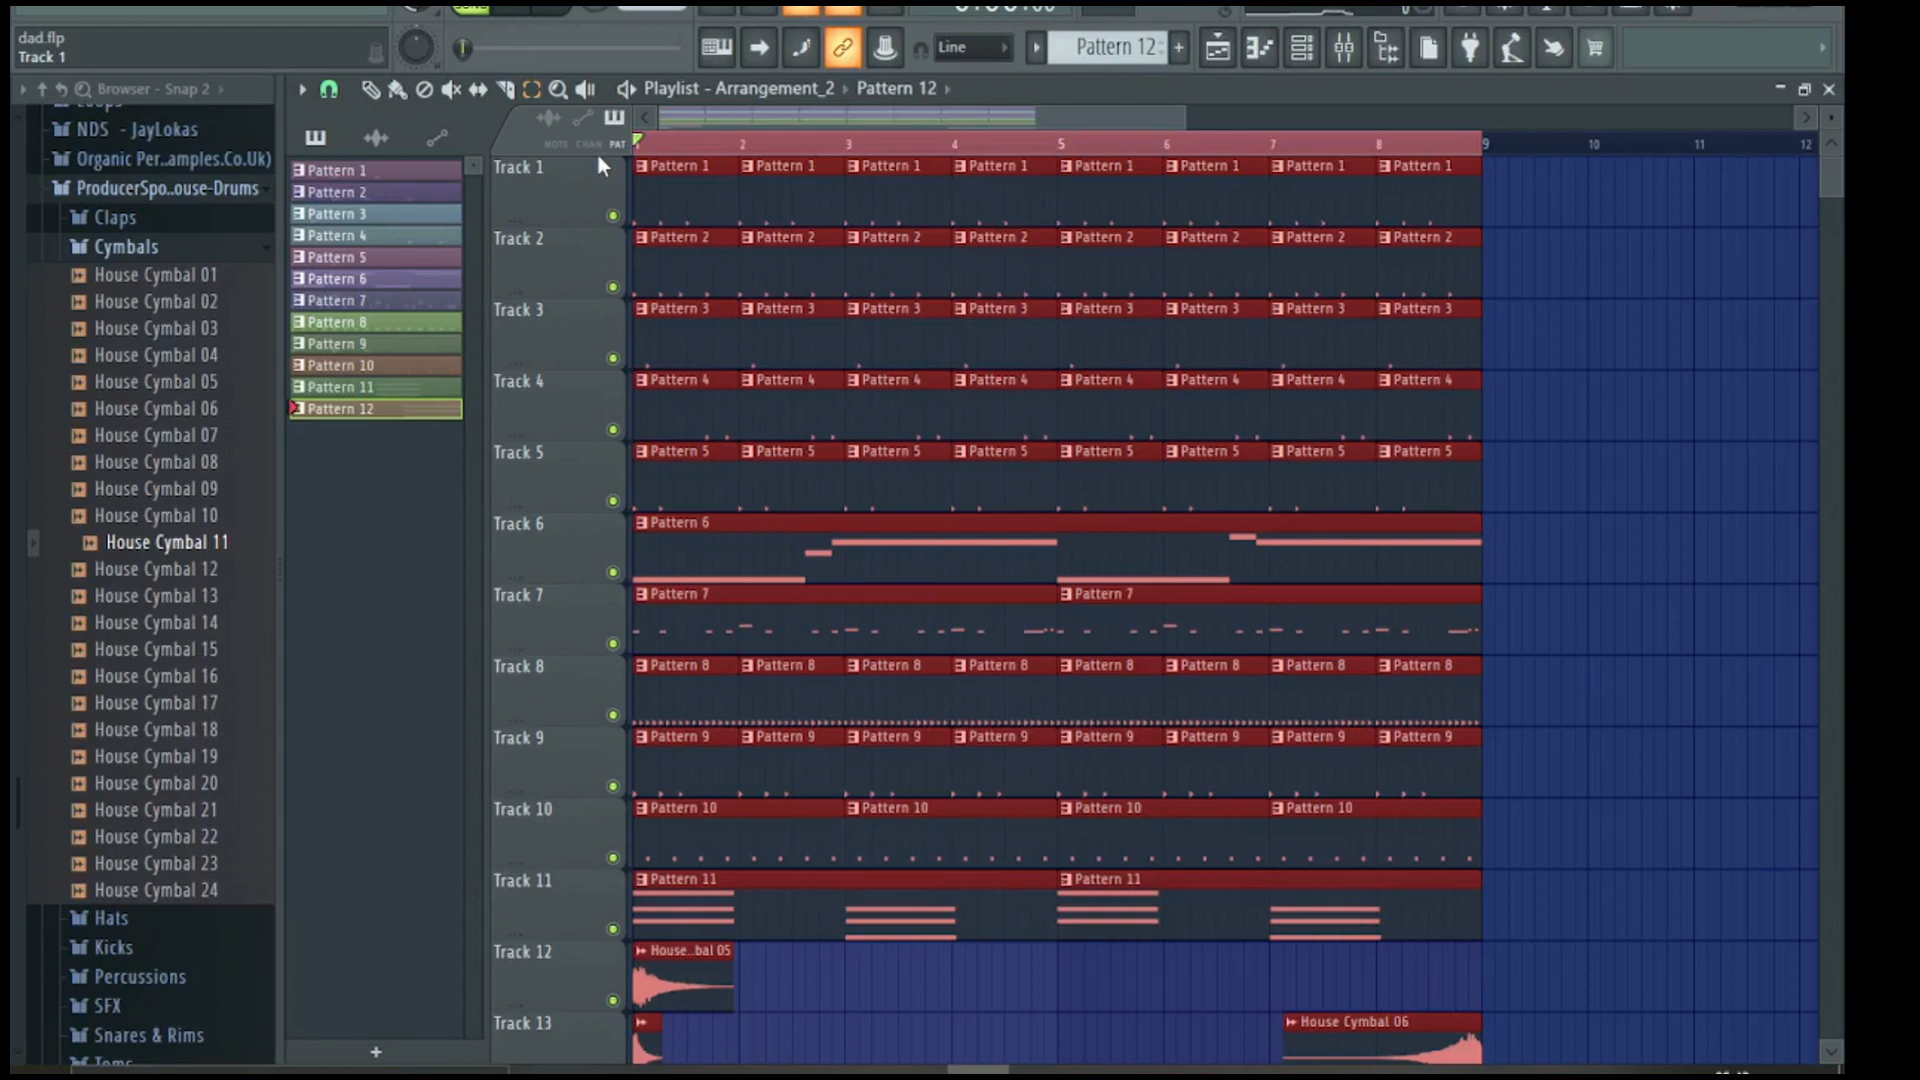 dad.flp
Track 1
Line
Pattern 12
Browser - Snap 2
Playlist - Arrangement_2 › Pattern 12 ›
NDS - JayLokas
Organic Per..amples.Co.Uk)
ProducerSpo..ouse-Drums
Claps
Cymbals
House Cymbal 01
House Cymbal 02
House Cymbal 03
House Cymbal 04
House Cymbal 05
House Cymbal 06
House Cymbal 07
House Cymbal 08
House Cymbal 09
House Cymbal 10
House Cymbal 11
House Cymbal 12
House Cymbal 13
House Cymbal 14
House Cymbal 15
House Cymbal 16
House Cymbal 17
House Cymbal 18
House Cymbal 19
House Cymbal 20
House Cymbal 21
House Cymbal 22
House Cymbal 23
House Cymbal 24
Hats
Kicks
Percussions
SFX
Snares & Rims
Pattern 1
Pattern 2
Pattern 3
Pattern 4
Pattern 5
Pattern 6
Pattern 7
Pattern 8
Pattern 9
Pattern 10
Pattern 11
Pattern 12
NOTE CHAN PAT
2 3 4 5 6 7 8 9 10 11 12
Track 1 Pattern 1 Pattern 1 Pattern 1 Pattern 1 Pattern 1 Pattern 1 Pattern 1 Pattern 1
Track 2 Pattern 2 Pattern 2 Pattern 2 Pattern 2 Pattern 2 Pattern 2 Pattern 2 Pattern 2
Track 3 Pattern 3 Pattern 3 Pattern 3 Pattern 3 Pattern 3 Pattern 3 Pattern 3 Pattern 3
Track 4 Pattern 4 Pattern 4 Pattern 4 Pattern 4 Pattern 4 Pattern 4 Pattern 4 Pattern 4
Track 5 Pattern 5 Pattern 5 Pattern 5 Pattern 5 Pattern 5 Pattern 5 Pattern 5 Pattern 5
Track 6 Pattern 6
Track 7 Pattern 7 Pattern 7
Track 8 Pattern 8 Pattern 8 Pattern 8 Pattern 8 Pattern 8 Pattern 8 Pattern 8 Pattern 8
Track 9 Pattern 9 Pattern 9 Pattern 9 Pattern 9 Pattern 9 Pattern 9 Pattern 9 Pattern 9
Track 10 Pattern 10 Pattern 10 Pattern 10 Pattern 10
Track 11 Pattern 11 Pattern 11
Track 12 House..bal 05
Track 13 House Cymbal 06